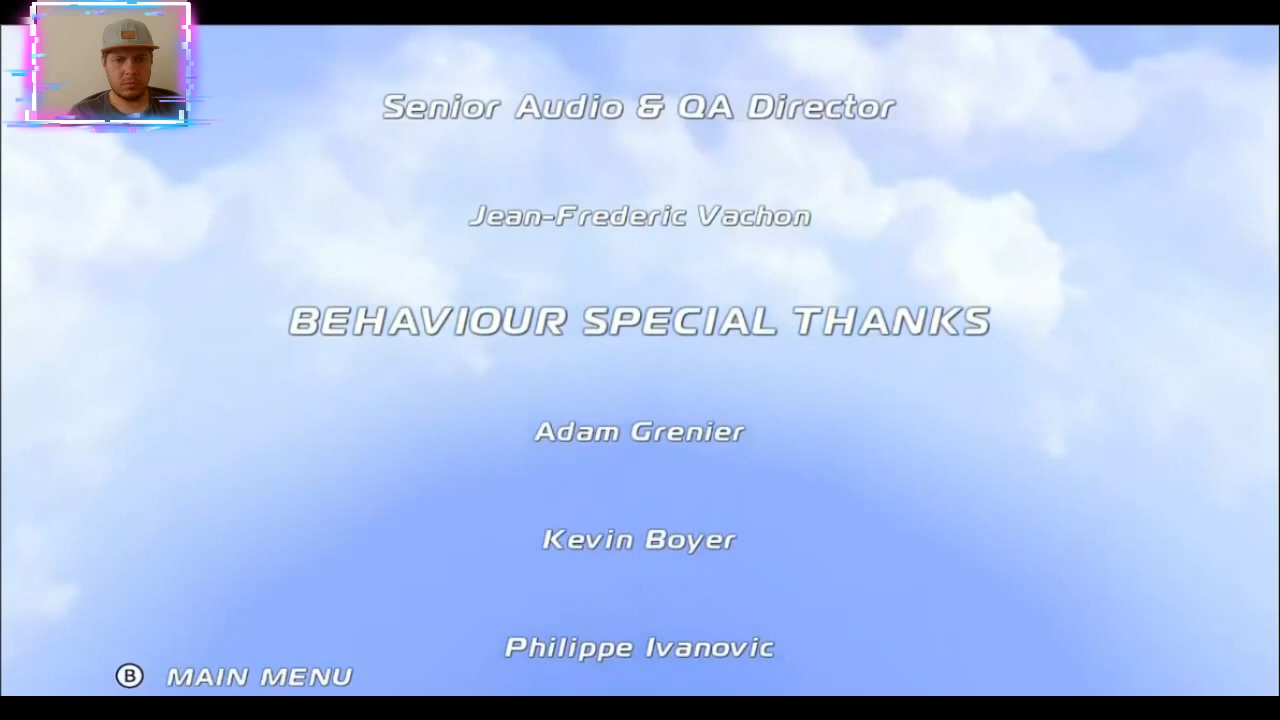 Senior Audio & QA Director
Jean-Frederic Vachon
BEHAVIOUR SPECIAL THANKS
Adam Grenier
Kevin Boyer
Philippe Ivanovic
B MAIN MENU